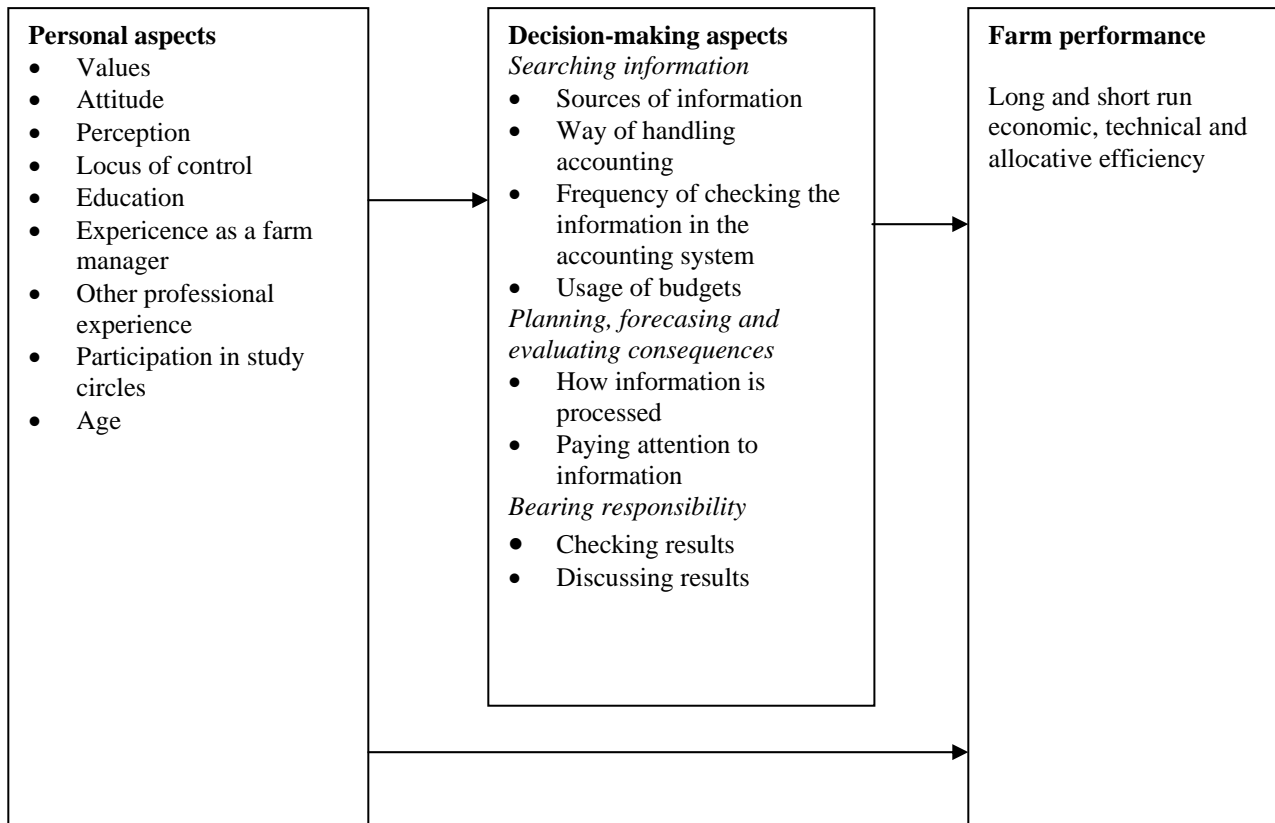 Personal aspects
• Values
• Attitude
• Perception
• Locus of control
• Education
• Expericence as a farm
manager
• Other professional
experience
• Participation in study
circles
• Age
Decision-making aspects
Searching information
• Sources of information
• Way of handling
accounting
• Frequency of checking the
information in the
accounting system
• Usage of budgets
Planning, forecasing and
evaluating consequences
• How information is
processed
• Paying attention to
information
Bearing responsibility
• Checking results
• Discussing results
Farm performance
Long and short run
economic, technical and
allocative efficiency